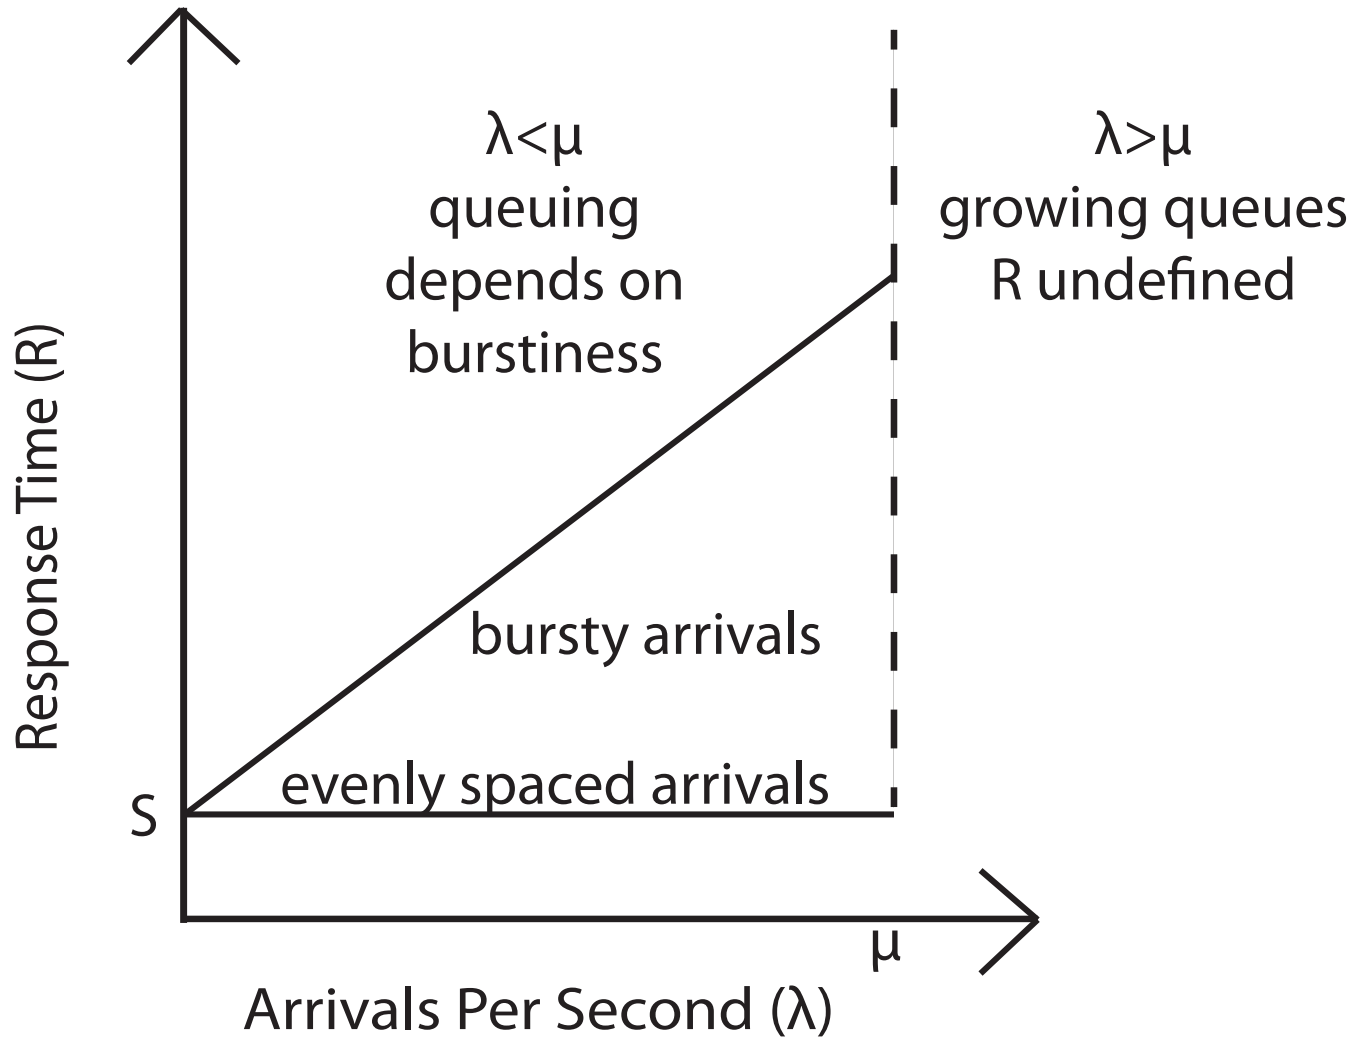 λ<μ
queuing
depends on
burstiness
λ>μ
growing queues
R undefined
Response Time (R)
bursty arrivals
evenly spaced arrivals
S
μ
Arrivals Per Second (λ)